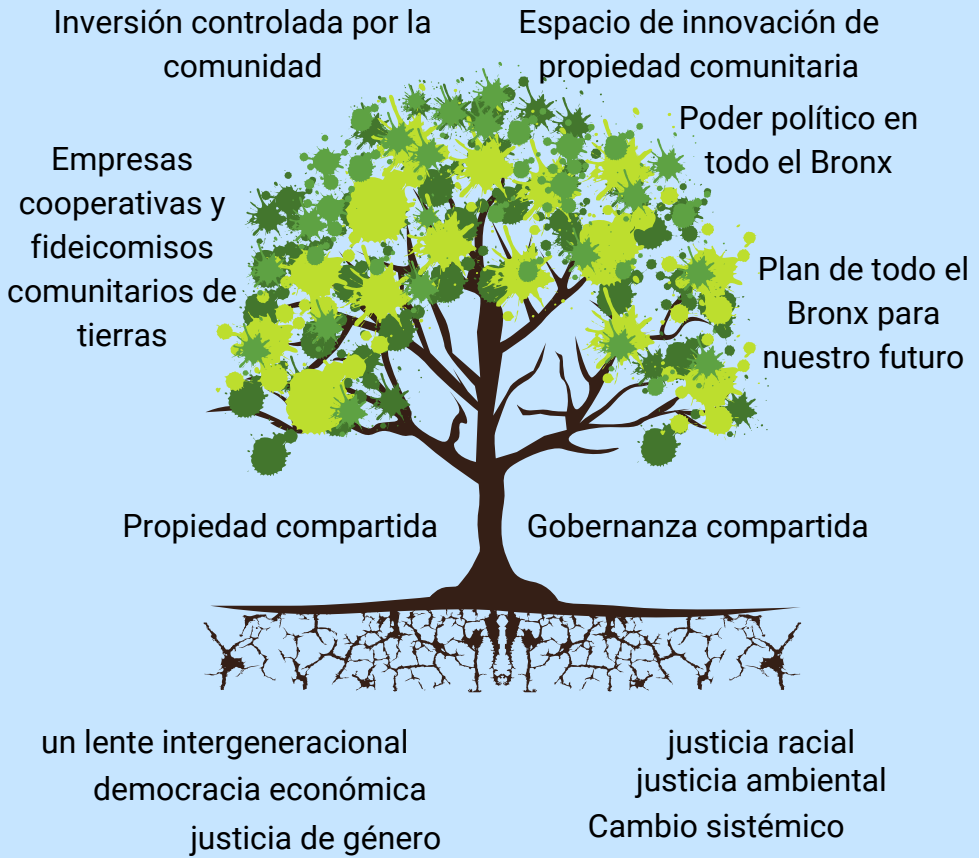 Inversión controlada por la
comunidad
Espacio de innovación de
propiedad comunitaria
Poder político en
todo el Bronx
Empresas
cooperativas y
fideicomisos
comunitarios de
tierras
Plan de todo el
Bronx para
nuestro futuro
Propiedad compartida
Gobernanza compartida
un lente intergeneracional
democracia económica
justicia de género
justicia racial
justicia ambiental
Cambio sistémico